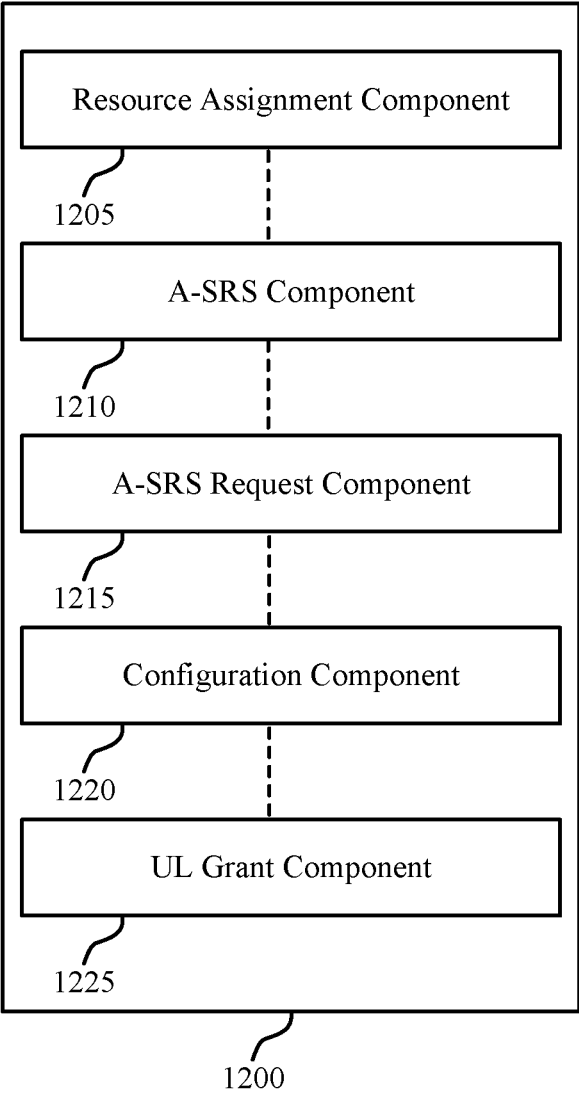 Resource Assignment Component
1205
A-SRS Component
1210
A-SRS Request Component
1215
Configuration Component
1220
UL Grant Component
1225
1200